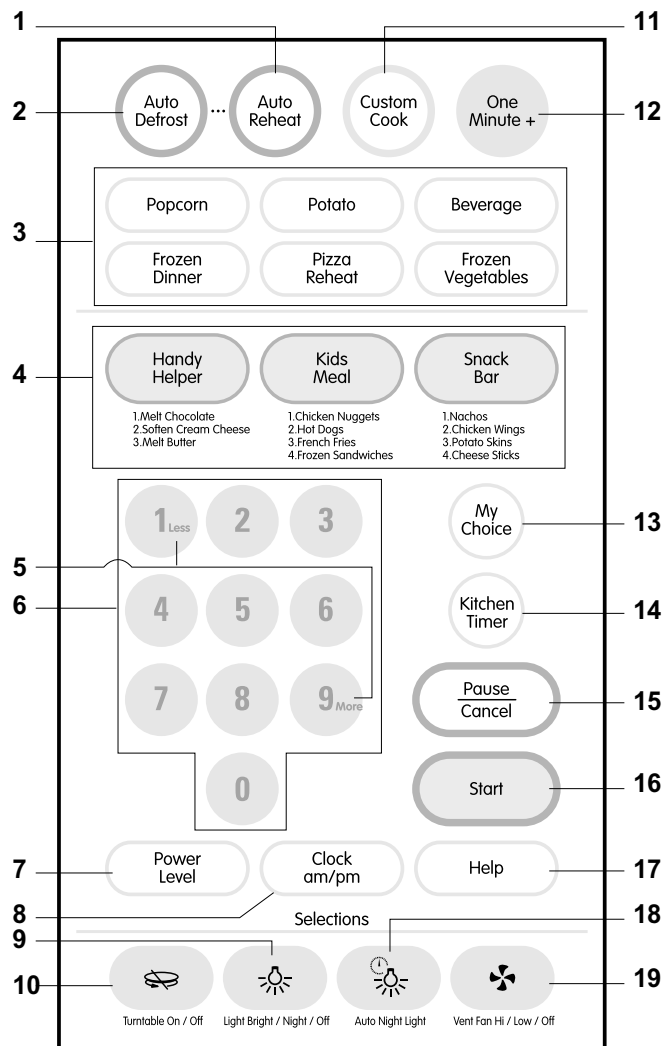 1
11
Auto
Defrost
...
Auto
Reheat
Custom
Cook
One
Minute +
2
12
Popcorn
Potato
Beverage
3
Frozen
Dinner
Pizza
Reheat
Frozen
Vegetables
4
Handy
Helper
Kids
Meal
Snack
Bar
1.Melt Chocolate
2.Soften Cream Cheese
3.Melt Butter
1.Chicken Nuggets
2.Hot Dogs
3.French Fries
4.Frozen Sandwiches
1.Nachos
2.Chicken Wings
3.Potato Skins
4.Cheese Sticks
1 Less
2
3
My
Choice
13
5
6
4
5
6
Kitchen
Timer
14
7
8
9 More
Pause
Cancel
15
0
Start
16
7
Power
Level
Clock
am/pm
Help
17
8
Selections
18
9
10
19
Turntable On / Off
Light Bright / Night / Off
Auto Night Light
Vent Fan Hi / Low / Off